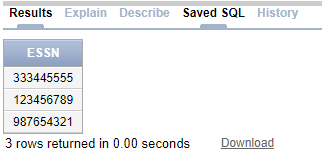 Results Explain Describe Saved SQL History
ESSN
333445555
123456789
987654321
3 rows returned in 0.00 seconds Download